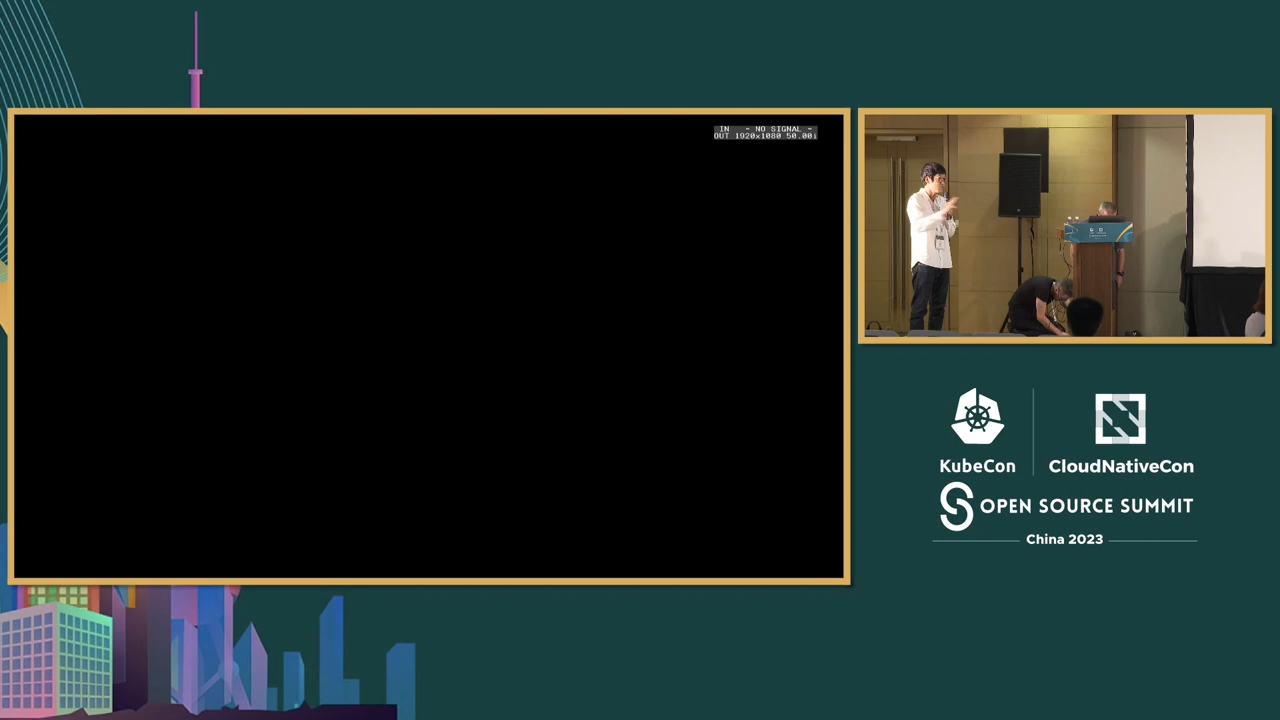 IN - NO SIGNAL -
OUT 1920x1080 50.00i
KubeCon
CloudNativeCon
OPEN SOURCE SUMMIT
China 2023